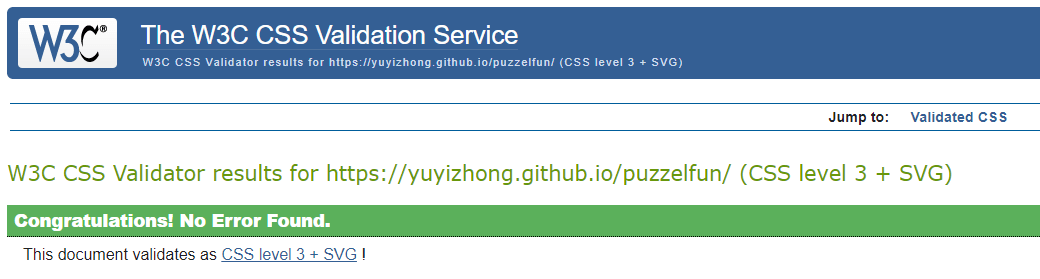 W3C®
The W3C CSS Validation Service
W3C CSS Validator results for https://yuyizhong.github.io/puzzelfun/ (CSS level 3 + SVG)
Jump to: Validated CSS
W3C CSS Validator results for https://yuyizhong.github.io/puzzelfun/ (CSS level 3 + SVG)
Congratulations! No Error Found.
This document validates as CSS level 3 + SVG !